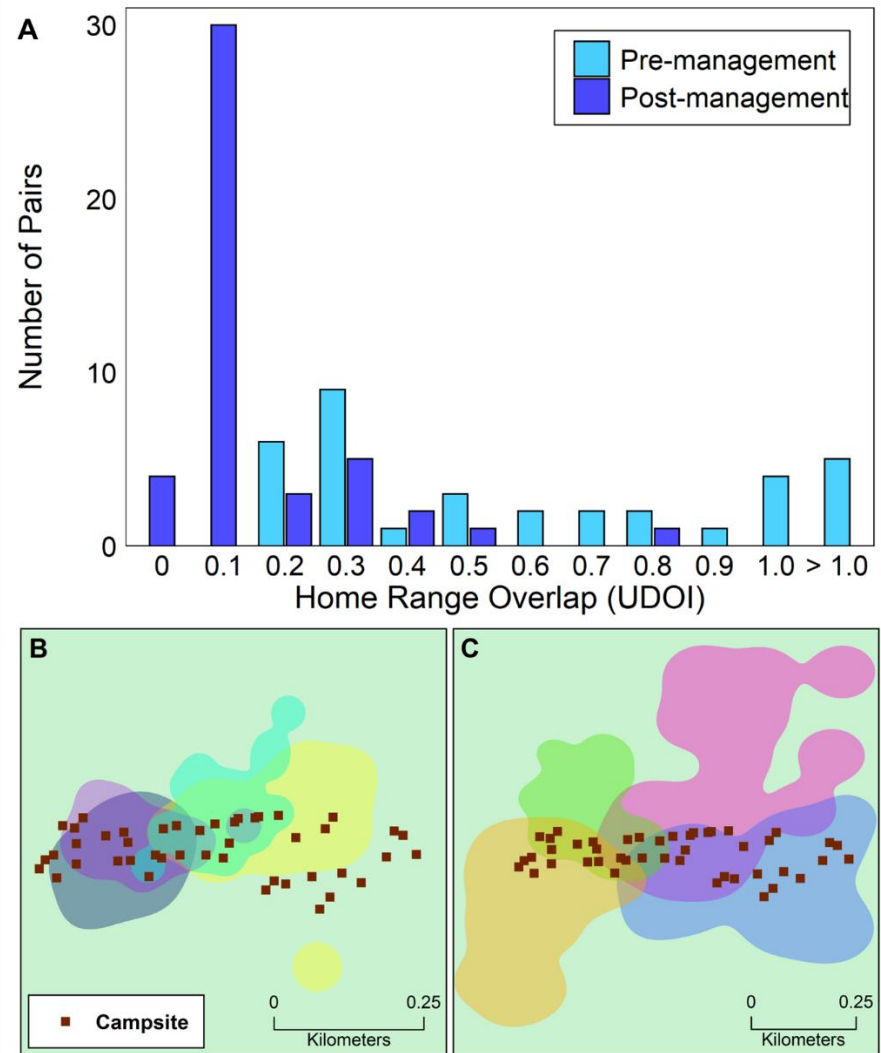 A
30
20
10
0
Number of Pairs
Pre-management
Post-management
0 0.1 0.2 0.3 0.4 0.5 0.6 0.7 0.8 0.9 1.0 > 1.0
Home Range Overlap (UDOI)
B
Campsite
0 0.25
Kilometers
C
0 0.25
Kilometers